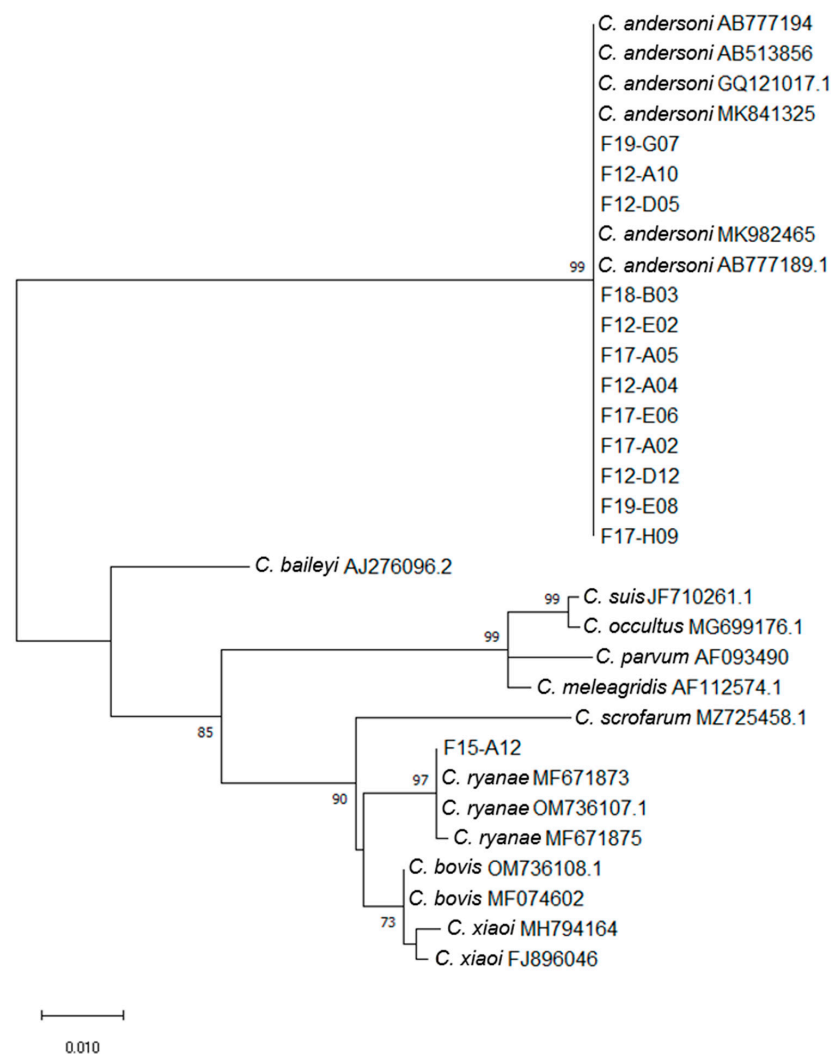 C. andersoni AB777194
C. andersoni AB513856
C. andersoni GQ121017.1
C. andersoni MK841325
F19-G07
F12-A10
F12-D05
C. andersoni MK982465
C. andersoni AB777189.1
99
F18-B03
F12-E02
F17-A05
F12-A04
F17-E06
F17-A02
F12-D12
F19-E08
F17-H09
C. baileyi AJ276096.2
99
C. suis JF710261.1
C. occultus MG699176.1
99
C. parvum AF093490
C. meleagridis AF112574.1
C. scrofarum MZ725458.1
85
F15-A12
97
C. ryanae MF671873
90
C. ryanae OM736107.1
C. ryanae MF671875
C. bovis OM736108.1
C. bovis MF074602
73
C. xiaoi MH794164
C. xiaoi FJ896046
0.010